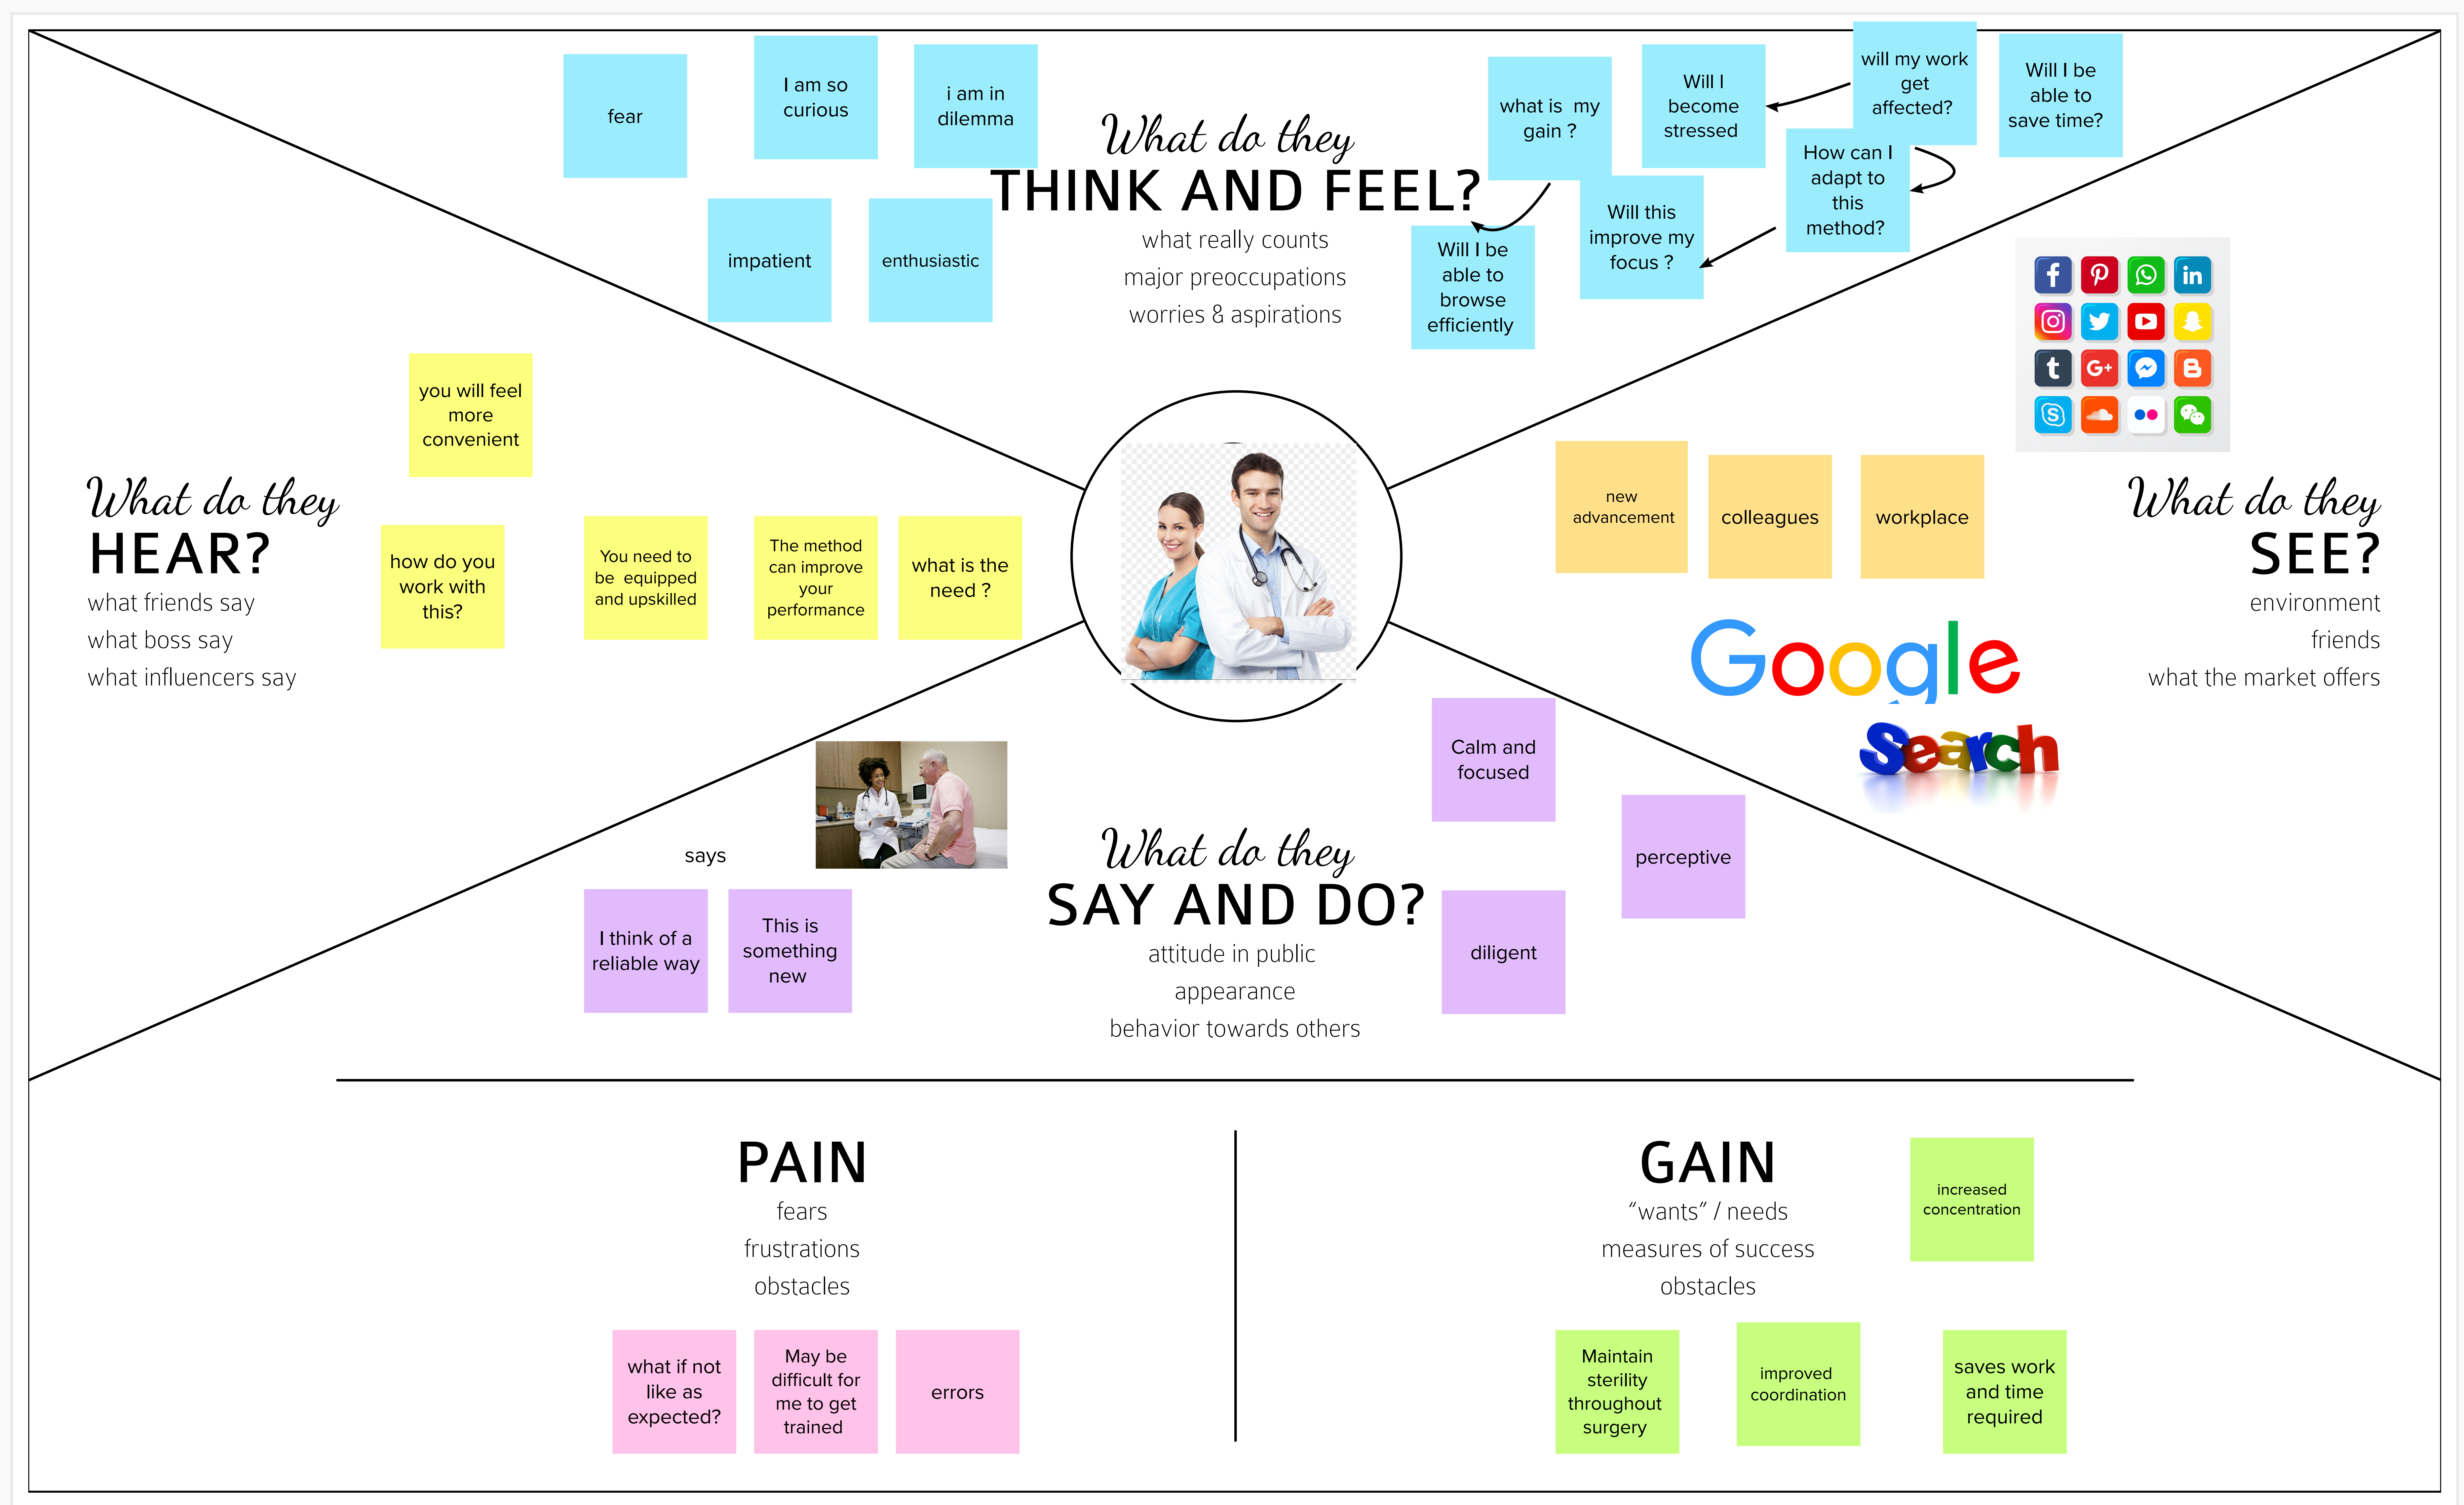 fear
I am so
curious
i am in
dilemma
impatient
enthusiastic
What do they
THINK AND FEEL?
what really counts
major preoccupations
worries & aspirations
what is my
gain ?
Will I
become
stressed
will my work
get
affected?
Will I be
able to
save time?
How can I
adapt to
this
method?
Will this
improve my
focus ?
Will I be
able to
browse
efficiently
you will feel
more
convenient
What do they
HEAR?
what friends say
what boss say
what influencers say
how do you
work with
this?
You need to
be equipped
and upskilled
The method
can improve
your
performance
what is the
need ?
new
advancement
colleagues
workplace
f
in
t
G+
B
S
Google
Search
What do they
SEE?
environment
friends
what the market offers
says
I think of a
reliable way
This is
something
new
What do they
SAY AND DO?
attitude in public
appearance
behavior towards others
Calm and
focused
perceptive
diligent
PAIN
fears
frustrations
obstacles
what if not
like as
expected?
May be
difficult for
me to get
trained
errors
GAIN
“wants” / needs
measures of success
obstacles
increased
concentration
Maintain
sterility
throughout
surgery
improved
coordination
saves work
and time
required